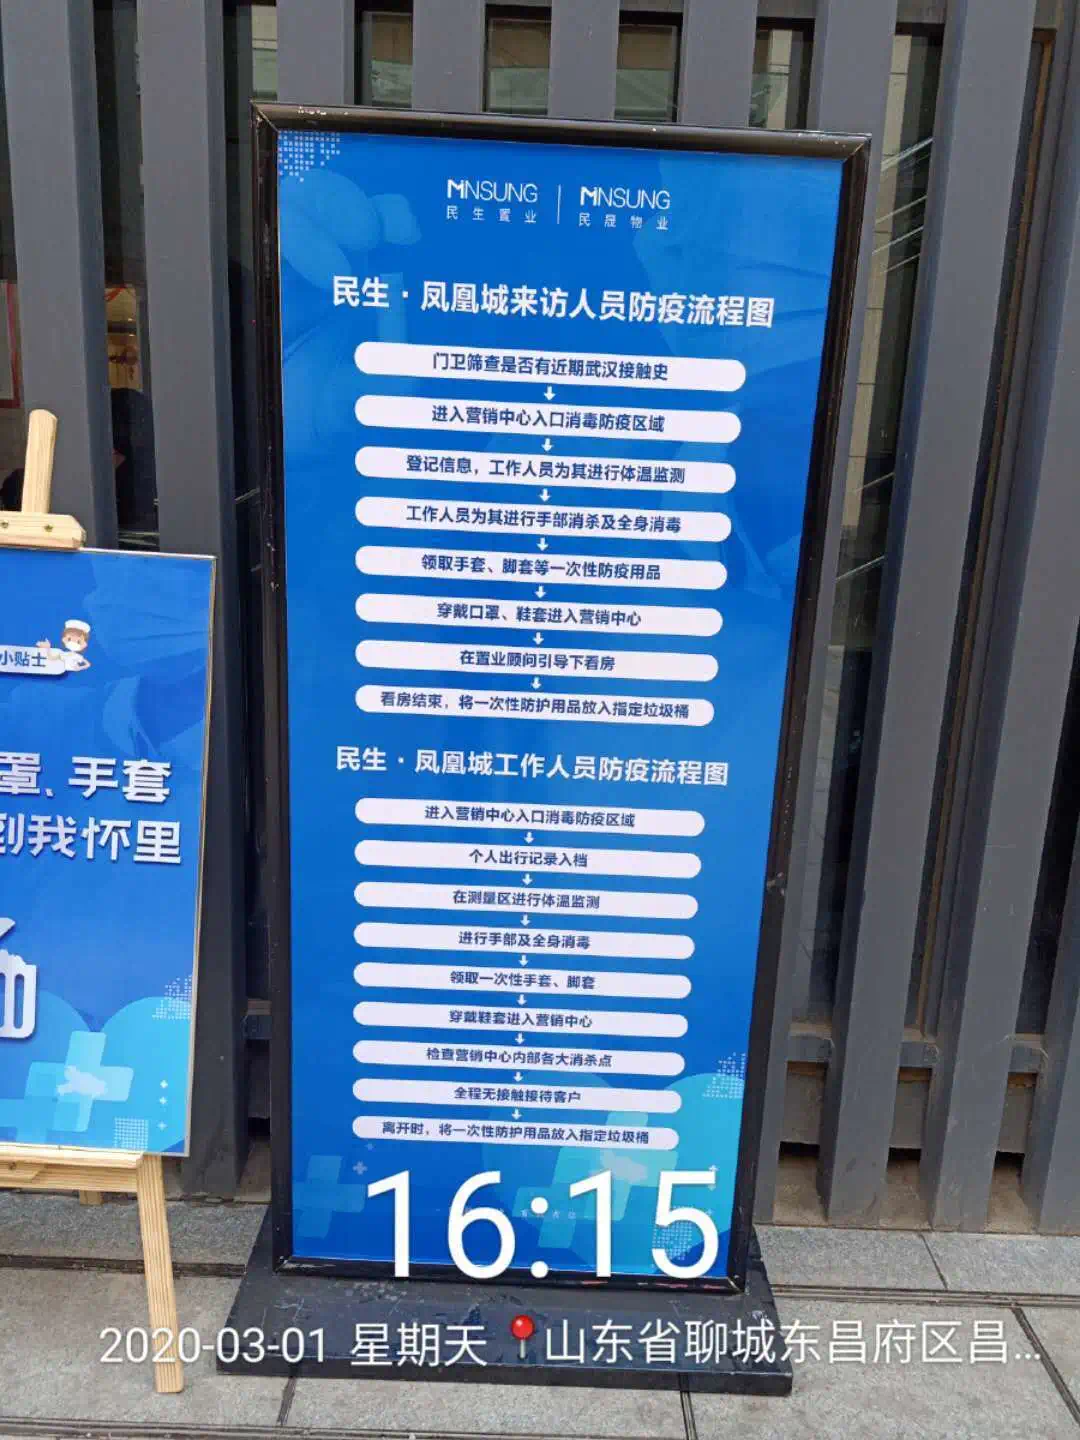 MNSUNG MNSUNG
民生置业 民晟物业
民生·凤凰城来访人员防疫流程图
门卫筛查是否有近期武汉接触史
进入营销中心入口消毒防疫区域
登记信息，工作人员为其进行体温监测
工作人员为其进行手部消杀及全身消毒
领取手套、脚套等一次性防疫用品
穿戴口罩、鞋套进入营销中心
在置业顾问引导下看房
看房结束，将一次性防护用品放入指定垃圾桶
民生·凤凰城工作人员防疫流程图
进入营销中心入口消毒防疫区域
个人出行记录入档
在测量区进行体温监测
进行手部及全身消毒
领取一次性手套、脚套
穿戴鞋套进入营销中心
检查营销中心内部各大消杀点
全程无接触接待客户
离开时，将一次性防护用品放入指定垃圾桶
小贴士
罩、手套
到我怀里
16:15
2020-03-01 星期天 山东省聊城东昌府区昌...